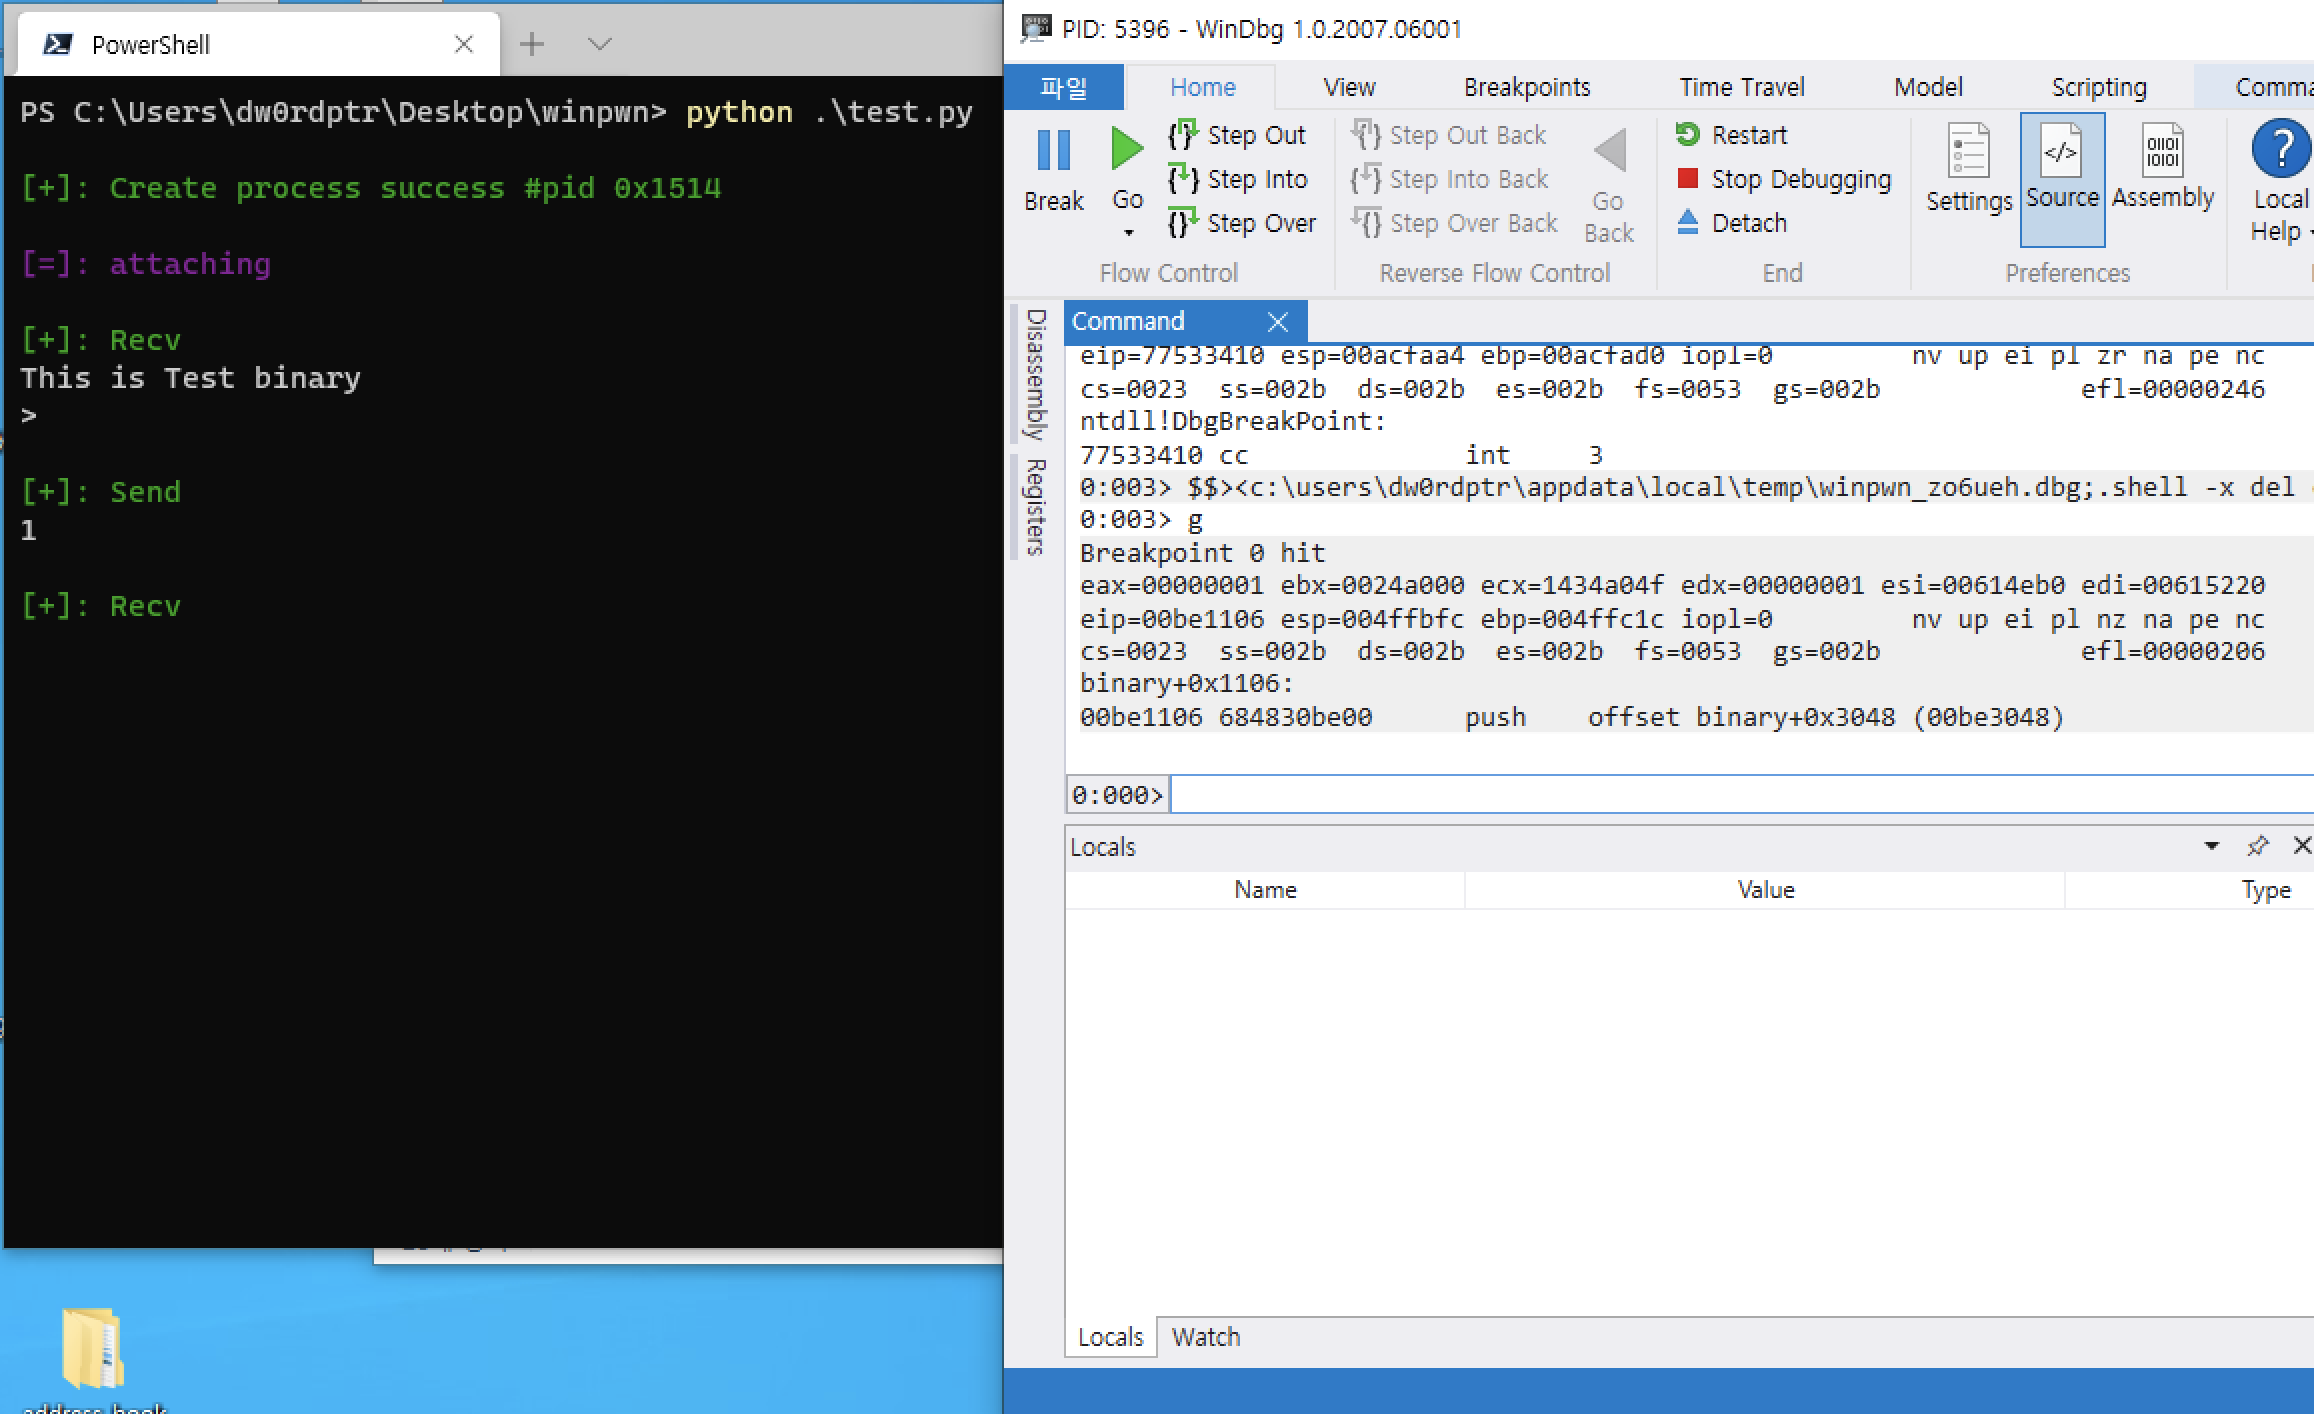 PowerShell
PS C:\Users\dw0rdptr\Desktop\winpwn> python .\test.py
[+]: Create process success #pid 0x1514
[=]: attaching
[+]: Recv
This is Test binary
>
[+]: Send
1
[+]: Recv
address book
PID: 5396 - WinDbg 1.0.2007.06001
파일 Home View Breakpoints Time Travel Model Scripting
Break
Go
Step Out
Step Into
Step Over
Flow Control
Step Out Back
Step Into Back
Step Over Back
Go Back
Reverse Flow Control
Restart
Stop Debugging
Detach
End
Settings
Source
Assembly
Preferences
Local Help
Disassembly
Registers
Command
eip=77533410 esp=00acfaa4 ebp=00acfad0 iopl=0 nv up ei pl zr na pe nc
cs=0023 ss=002b ds=002b es=002b fs=0053 gs=002b efl=00000246
ntdll!DbgBreakPoint:
77533410 cc int 3
0:003> $$><c:\users\dw0rdptr\appdata\local\temp\winpwn_zo6ueh.dbg;.shell -x del
0:003> g
Breakpoint 0 hit
eax=00000001 ebx=0024a000 ecx=1434a04f edx=00000001 esi=00614eb0 edi=00615220
eip=00be1106 esp=004ffbfc ebp=004ffc1c iopl=0 nv up ei pl nz na pe nc
cs=0023 ss=002b ds=002b es=002b fs=0053 gs=002b efl=00000206
binary+0x1106:
00be1106 684830be00 push offset binary+0x3048 (00be3048)
0:000>
Locals
Name Value Type
Locals Watch